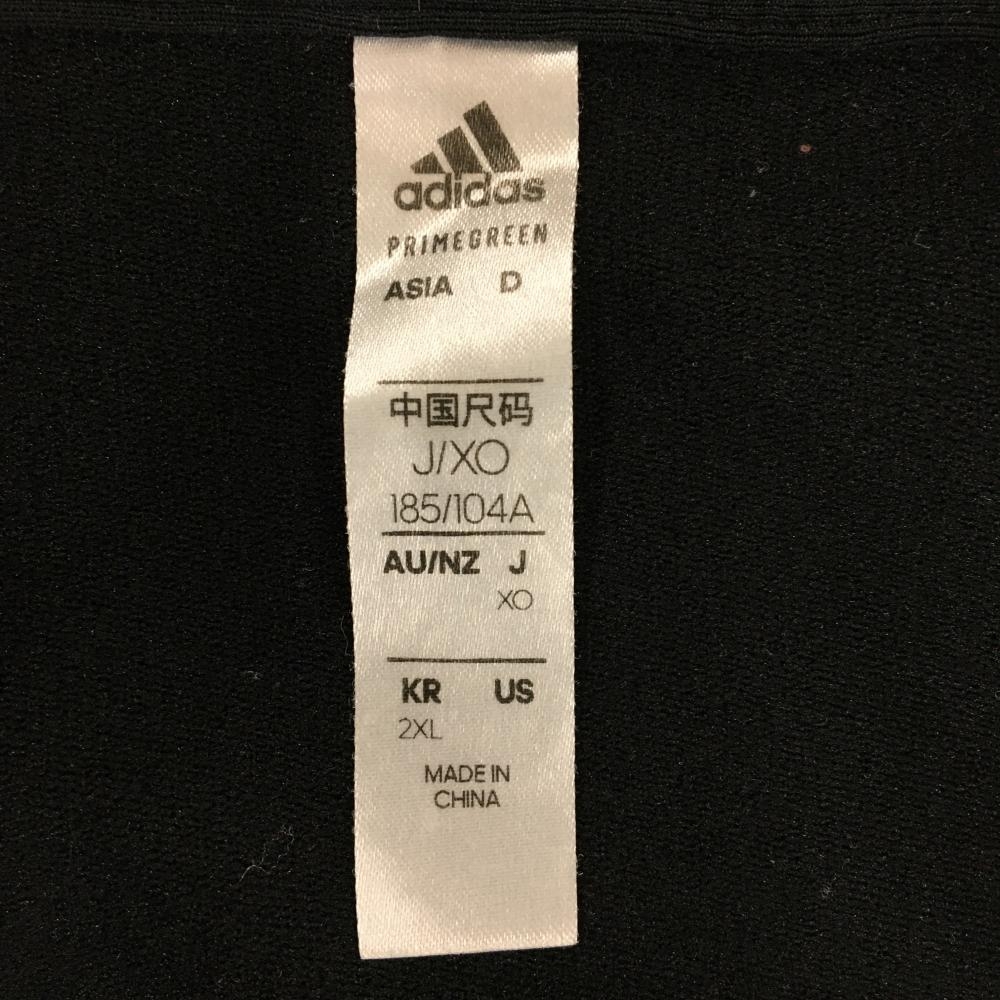 adidas
PRIMEGREEN
ASIA D
中国尺码
J/XO
185/104A
AU/NZ J
XO
KR US
2XL
MADE IN
CHINA